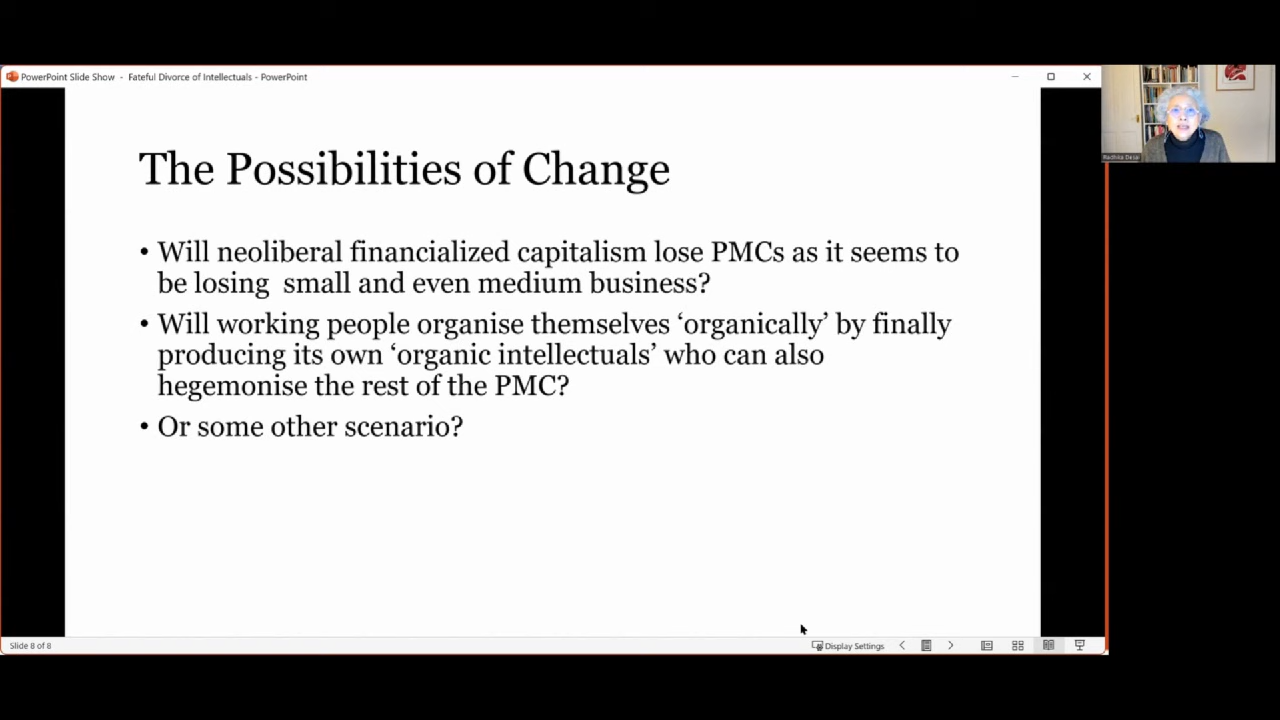 PowerPoint Slide Show - Fateful Divorce of Intellectuals - PowerPoint
Radhika Desai
The Possibilities of Change
• Will neoliberal financialized capitalism lose PMCs as it seems to
be losing  small and even medium business?
• Will working people organise themselves ‘organically’ by finally
producing its own ‘organic intellectuals’ who can also
hegemonise the rest of the PMC?
• Or some other scenario?
Slide 8 of 8
Display Settings